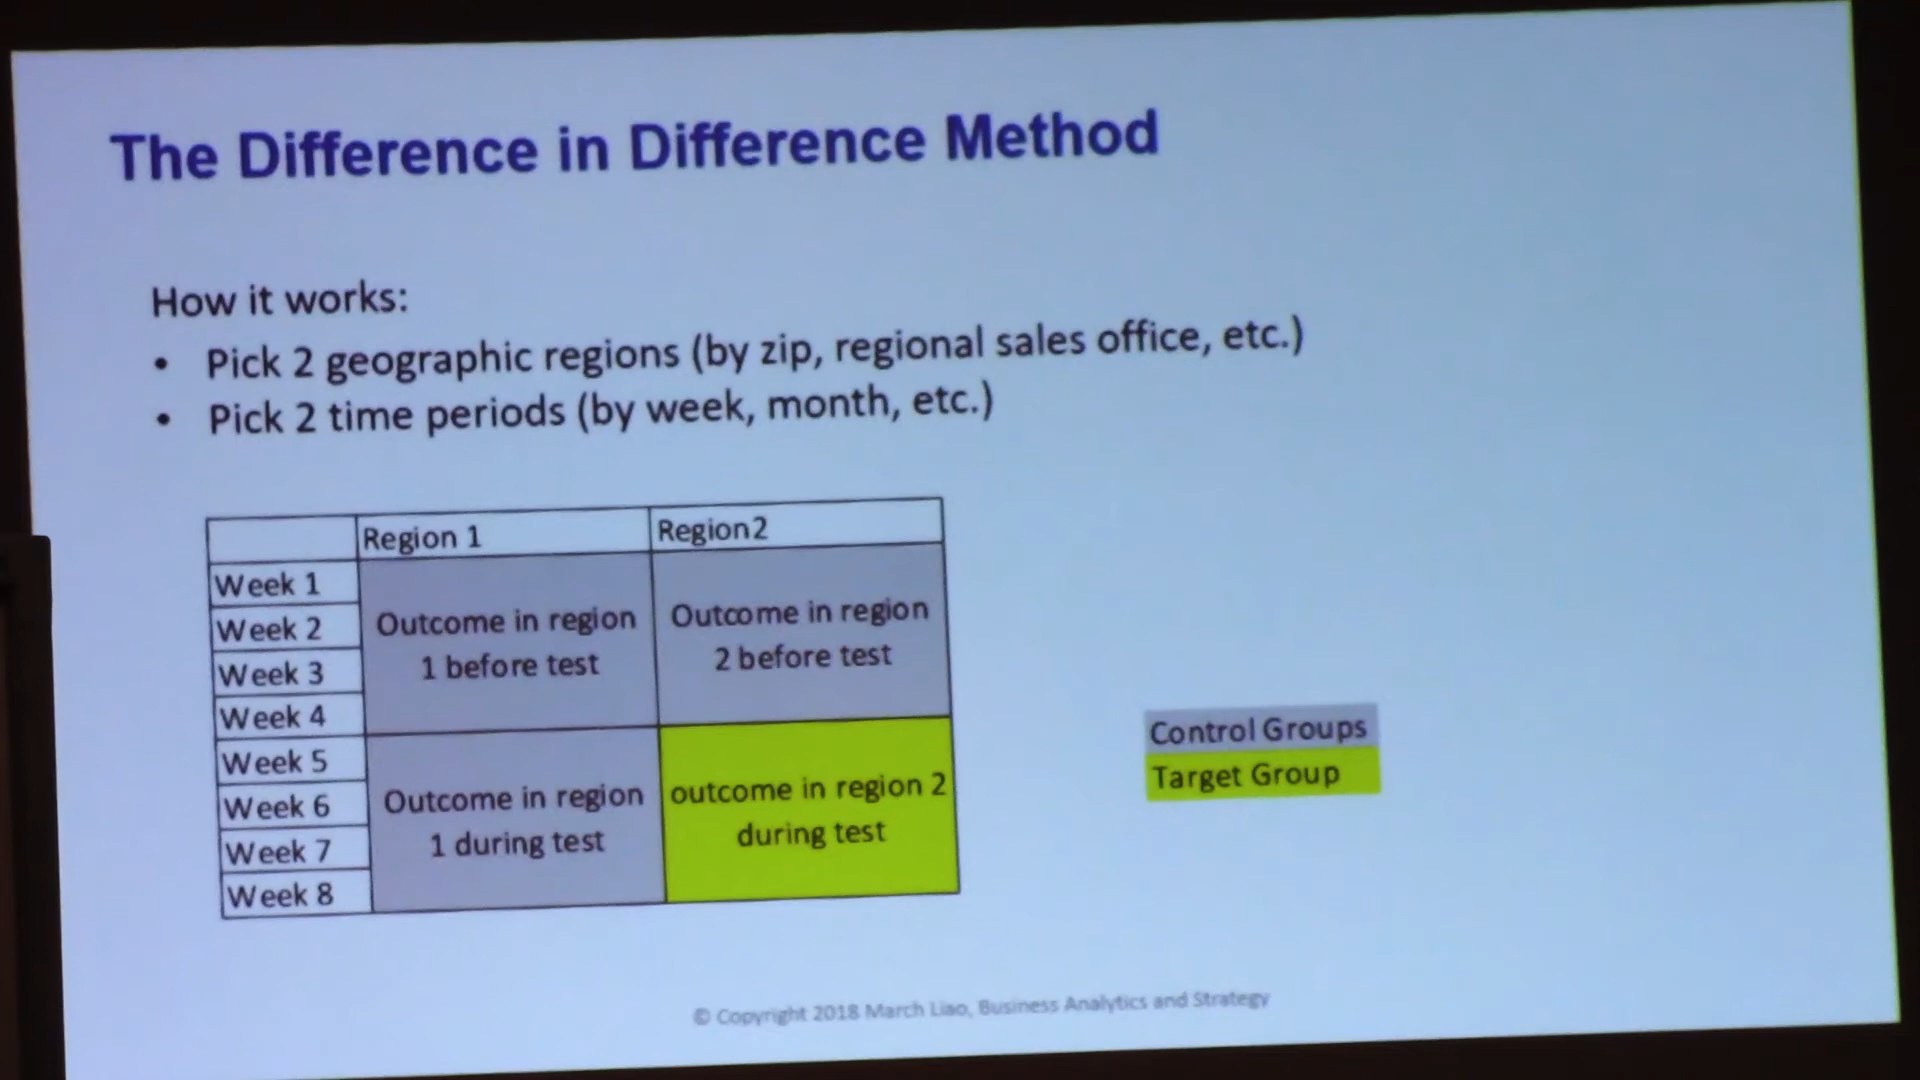 The Difference in Difference Method
How it works:
• Pick 2 geographic regions (by zip, regional sales office, etc.)
• Pick 2 time periods (by week, month, etc.)
Region 1
Region2
Week 1
Week 2
Week 3
Week 4
Week 5
Week 6
Week 7
Week 8
Outcome in region
1 before test
Outcome in region
2 before test
Outcome in region
1 during test
outcome in region 2
during test
Control Groups
Target Group
© Copyright 2018 March Liao, Business Analytics and Strategy